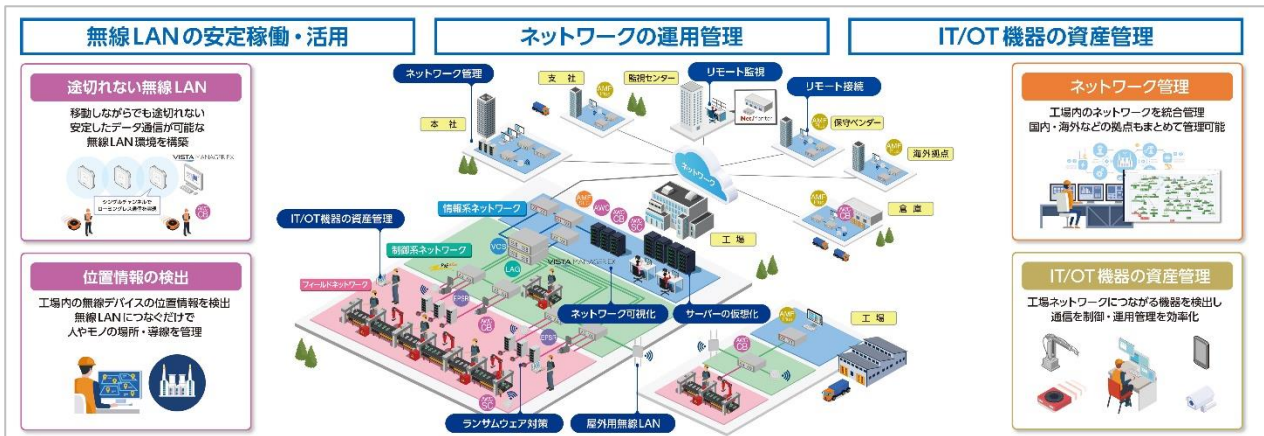 無線LANの安定稼働・活用
ネットワークの運用管理
IT/OT機器の資産管理
途切れない無線LAN
移動しながらでも途切れない
安定したデータ通信が可能な
無線LAN環境を構築
VISTA MANAGER EX
シングルチャンネルで
ローミングレス通信を実現
AWC
CB
位置情報の検出
工場内の無線デバイスの位置情報を検出
無線LANにつなぐだけで
人やモノの場所・導線を管理
ネットワーク管理
支社
監視センター
リモート監視
リモート接続
本社
Net.Monitor
保守ベンダー
海外拠点
ネットワーク
倉庫
IT/OT機器の資産管理
情報系ネットワーク
AWC
AWC
CB
AWC
SC
工場
制御系ネットワーク
VCS
LAG
VISTA MANAGER EX
フィールドネットワーク
EPSR
AWC
CB
EPSR
ネットワーク可視化
サーバーの仮想化
工場
AWC
CB
AWC
SC
ランサムウェア対策
屋外用無線LAN
ネットワーク管理
工場内のネットワークを統合管理
国内・海外などの拠点もまとめて管理可能
IT/OT機器の資産管理
工場ネットワークにつながる機器を検出し
通信を制御・運用管理を効率化